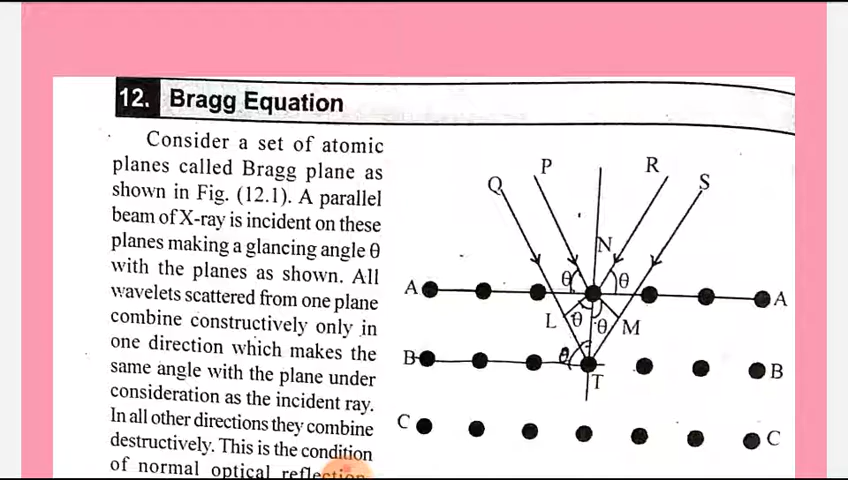 12. Bragg Equation
Consider a set of atomic
planes called Bragg plane as
shown in Fig. (12.1). A parallel
beam of X-ray is incident on these
planes making a glancing angle θ
with the planes as shown. All
wavelets scattered from one plane
combine constructively only in
one direction which makes the
same angle with the plane under
consideration as the incident ray.
In all other directions they combine
destructively. This is the condition
of normal optical reflection
Q P R S
N
θ θ
A A
L θ θ M
B θ B
T
C C